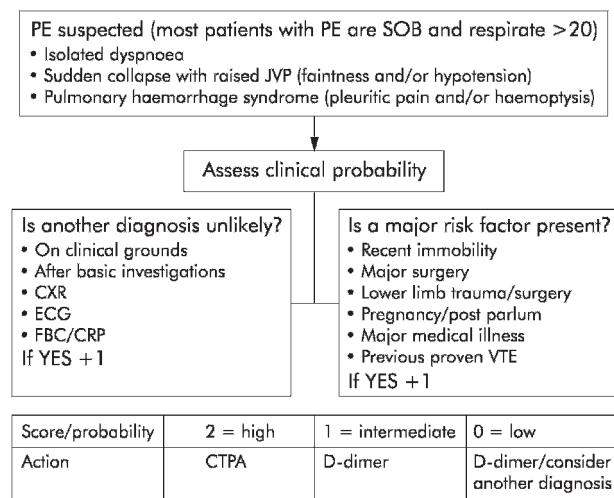 PE suspected (most patients with PE are SOB and respirate >20)
• Isolated dyspnoea
• Sudden collapse with raised JVP (faintness and/or hypotension)
• Pulmonary haemorrhage syndrome (pleuritic pain and/or haemoptysis)
Assess clinical probability
Is another diagnosis unlikely?
• On clinical grounds
• After basic investigations
• CXR
• ECG
• FBC/CRP
If YES +1
Is a major risk factor present?
• Recent immobility
• Major surgery
• Lower limb trauma/surgery
• Pregnancy/post parlum
• Major medical illness
• Previous proven VTE
If YES +1
Score/probability 2 = high 1 = intermediate 0 = low
Action CTPA D-dimer D-dimer/consider
another diagnosis